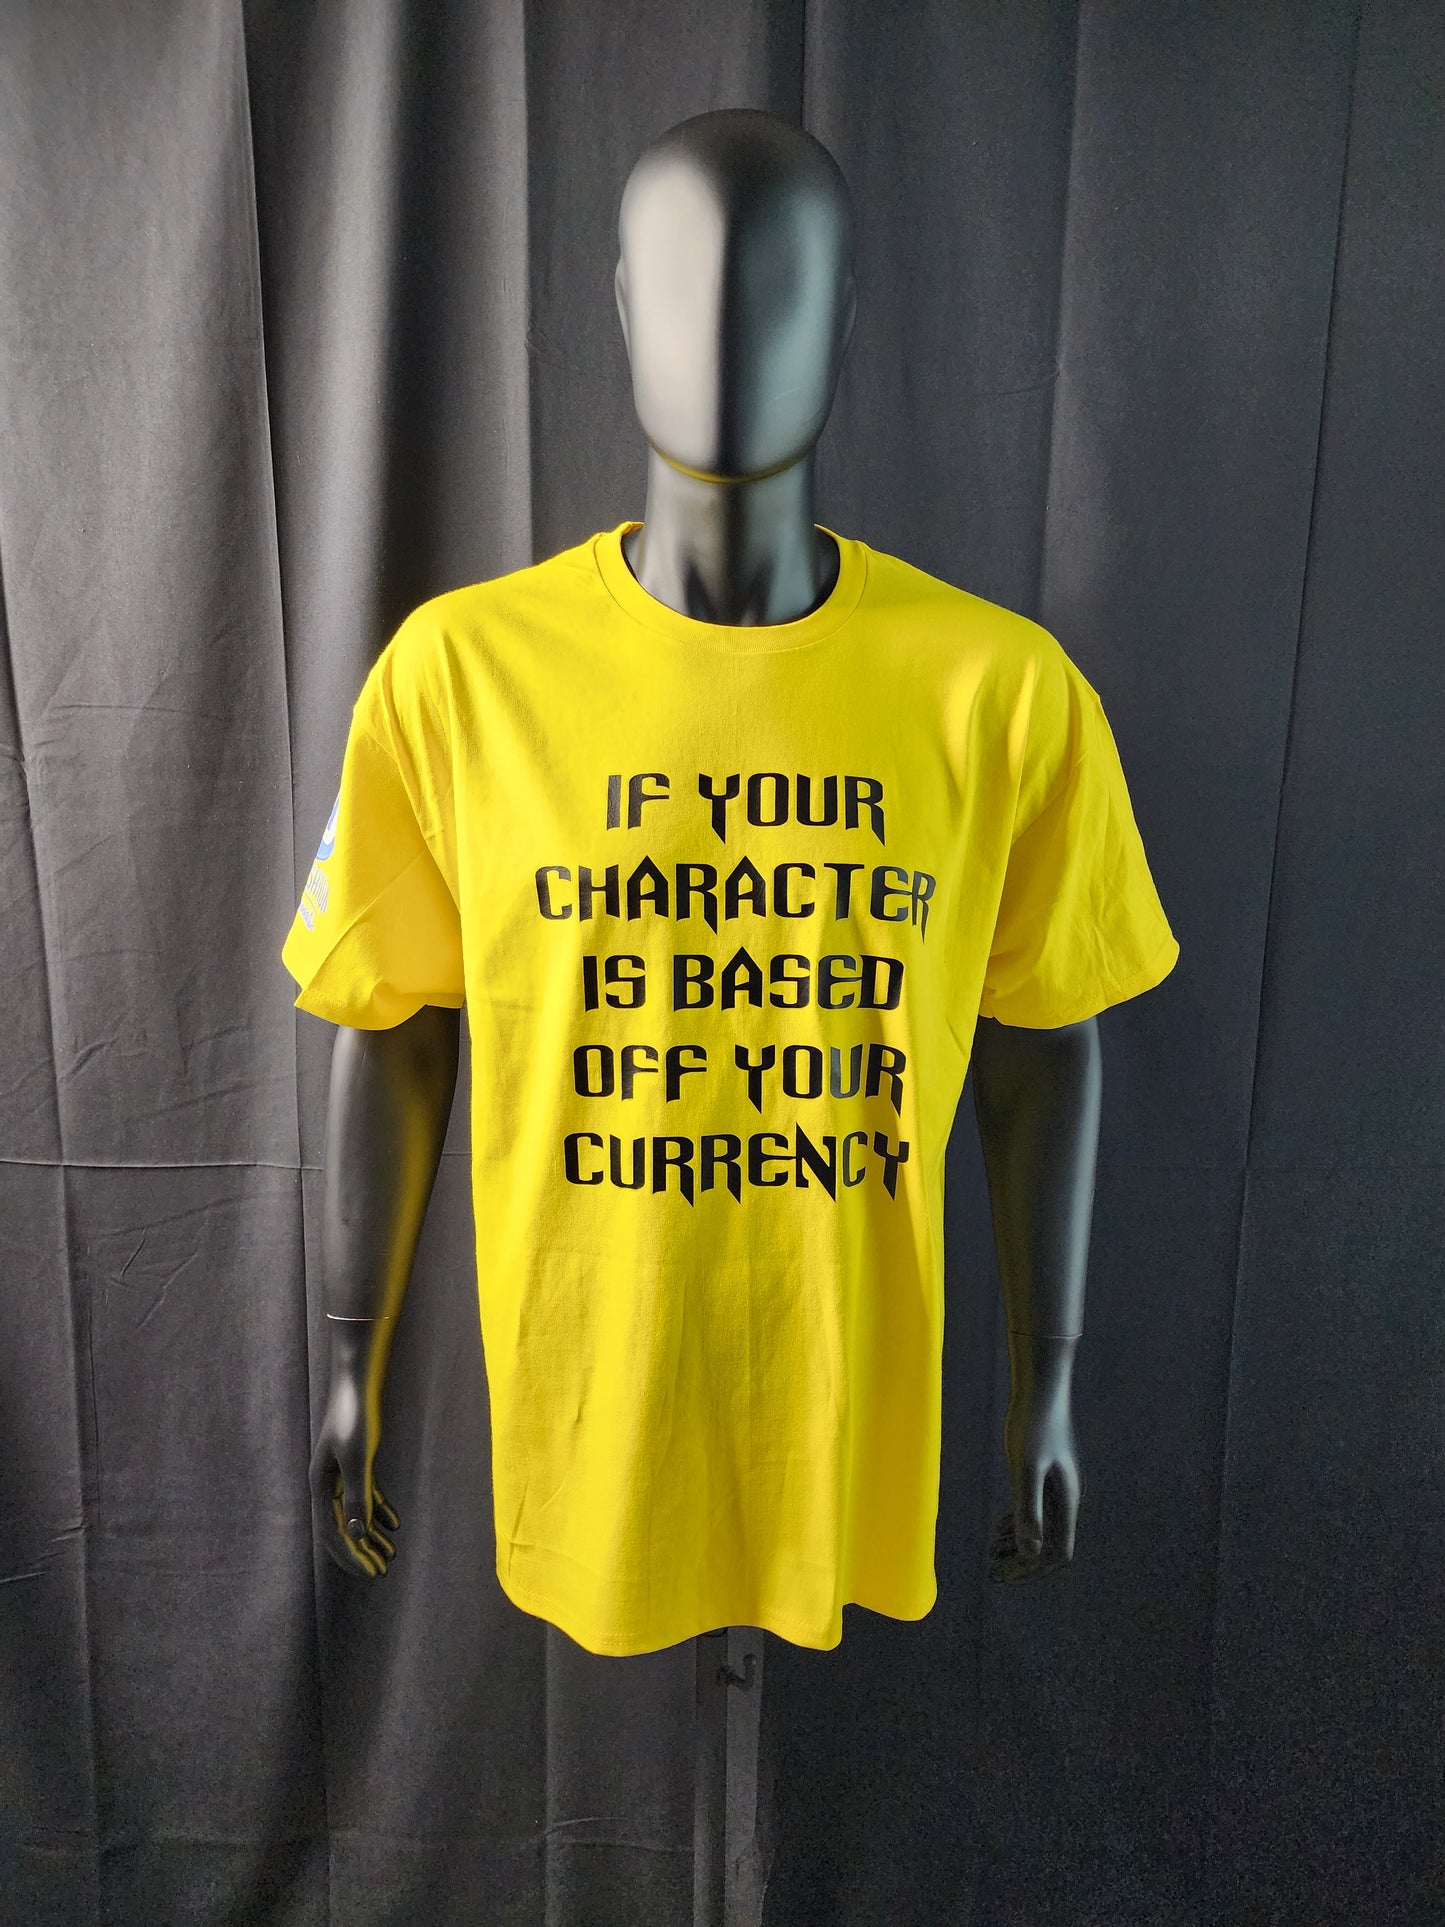 IF YOUR
CHARACTER
IS BASED
OFF YOUR
CURRENCY